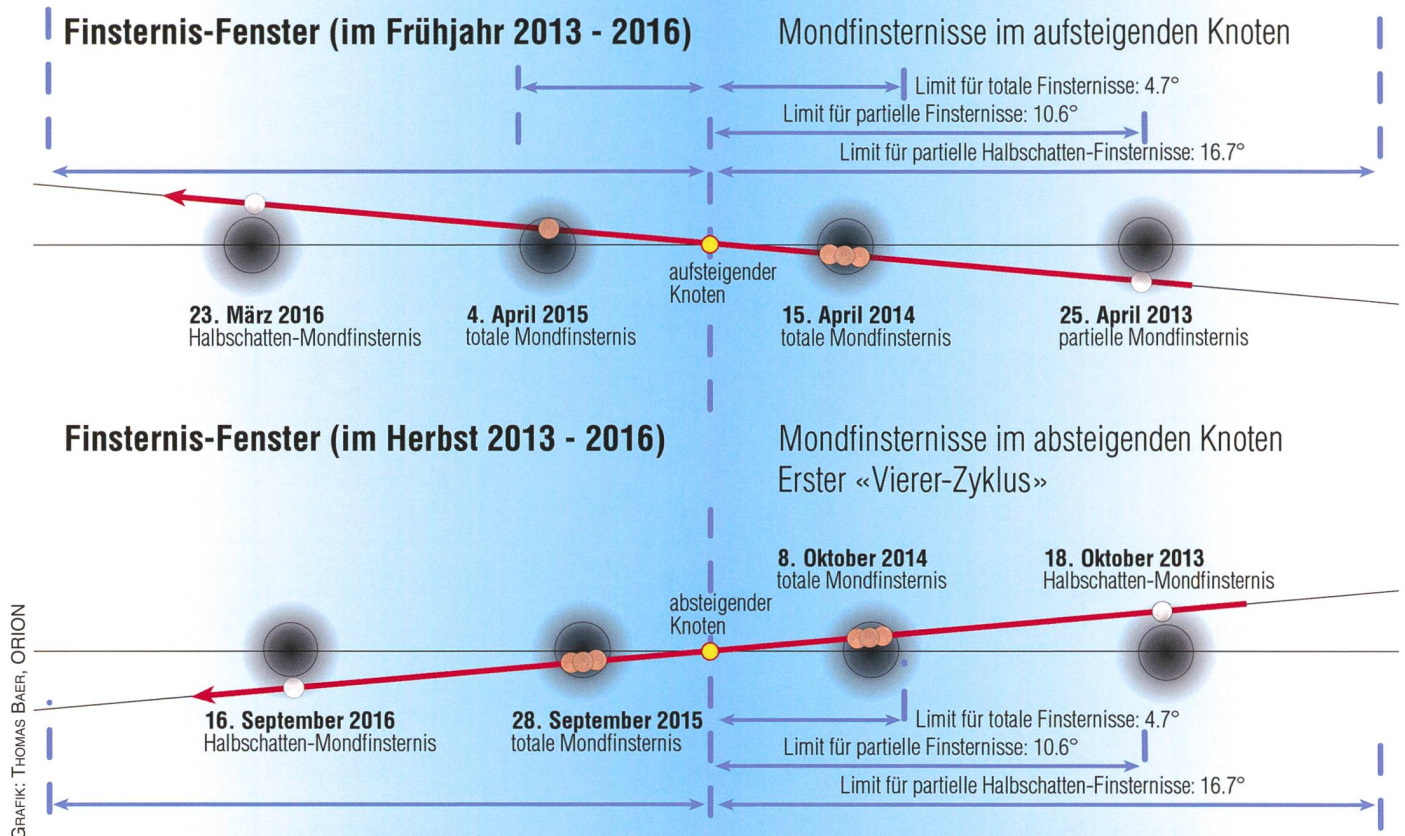 Finsternis-Fenster (im Frühjahr 2013 - 2016)
Mondfinsternisse im aufsteigenden Knoten
Limit für totale Finsternisse: 4.7°
Limit für partielle Finsternisse: 10.6°
Limit für partielle Halbschatten-Finsternisse: 16.7°
aufsteigender
Knoten
23. März 2016
Halbschatten-Mondfinsternis
4. April 2015
totale Mondfinsternis
15. April 2014
totale Mondfinsternis
25. April 2013
partielle Mondfinsternis
Finsternis-Fenster (im Herbst 2013 - 2016)
Mondfinsternisse im absteigenden Knoten
Erster «Vierer-Zyklus»
8. Oktober 2014
totale Mondfinsternis
18. Oktober 2013
Halbschatten-Mondfinsternis
absteigender
Knoten
16. September 2016
Halbschatten-Mondfinsternis
28. September 2015
totale Mondfinsternis
Limit für totale Finsternisse: 4.7°
Limit für partielle Finsternisse: 10.6°
Limit für partielle Halbschatten-Finsternisse: 16.7°
GRAFIK: THOMAS BAER, ORION